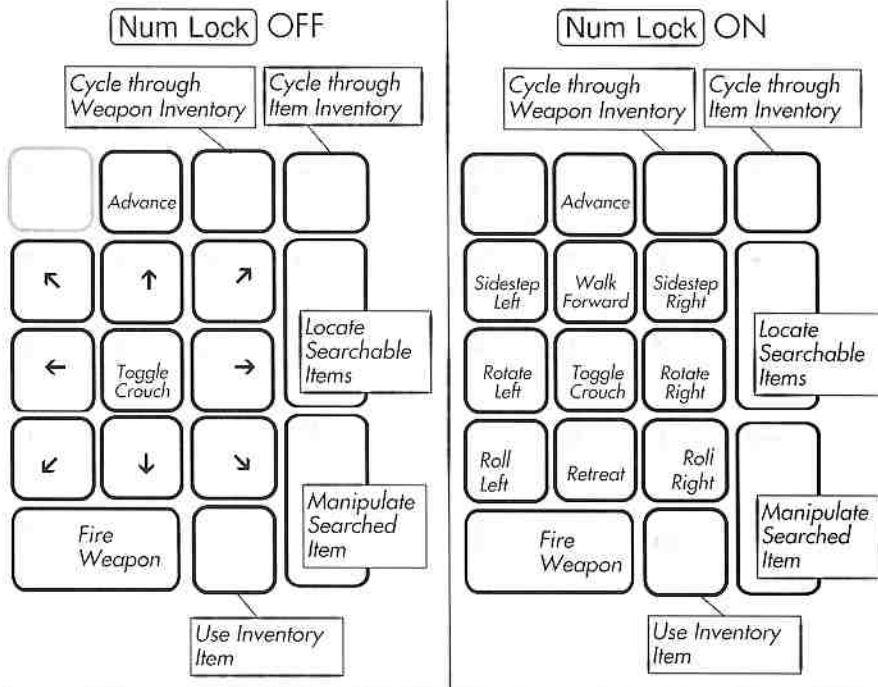 Num Lock OFF
Cycle through
Weapon Inventory
Cycle through
Item Inventory
Advance
↖ ↑ ↗
Locate
Searchable
Items
← Toggle
Crouch →
↙ ↓ ↘
Manipulate
Searched
Item
Fire
Weapon
Use Inventory
Item
Num Lock ON
Cycle through
Weapon Inventory
Cycle through
Item Inventory
Advance
Sidestep
Left
Walk
Forward
Sidestep
Right
Locate
Searchable
Items
Rotate
Left
Toggle
Crouch
Rotate
Right
Roll
Left
Retreat
Roll
Right
Manipulate
Searched
Item
Fire
Weapon
Use Inventory
Item